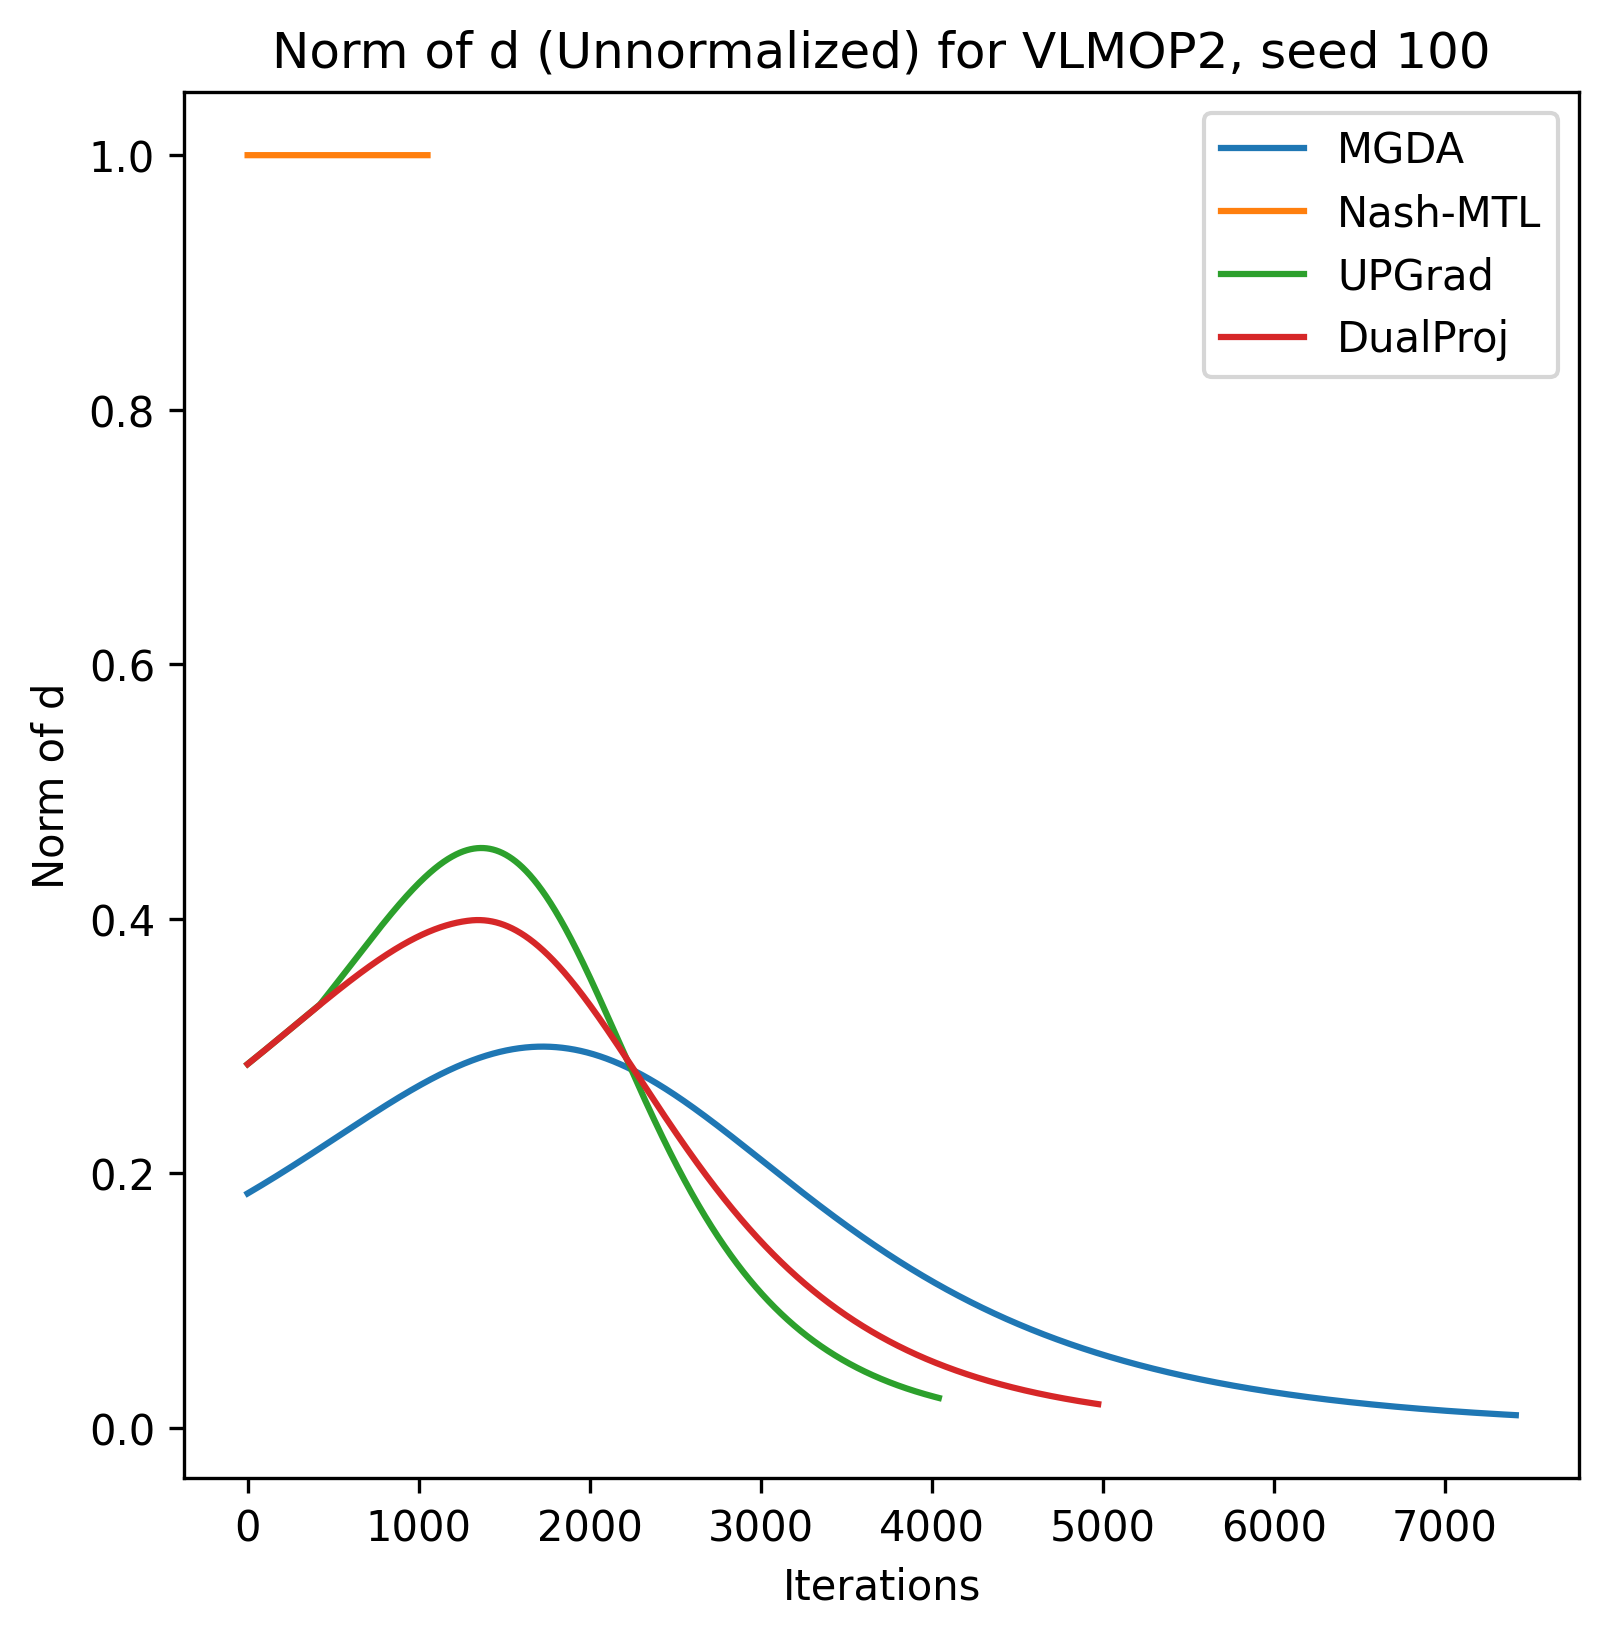 Norm of d (Unnormalized) for VLMOP2, seed 100
MGDA
Nash-MTL
UPGrad
DualProj
Norm of d
1.0
0.8
0.6
0.4
0.2
0.0
0 1000 2000 3000 4000 5000 6000 7000
Iterations